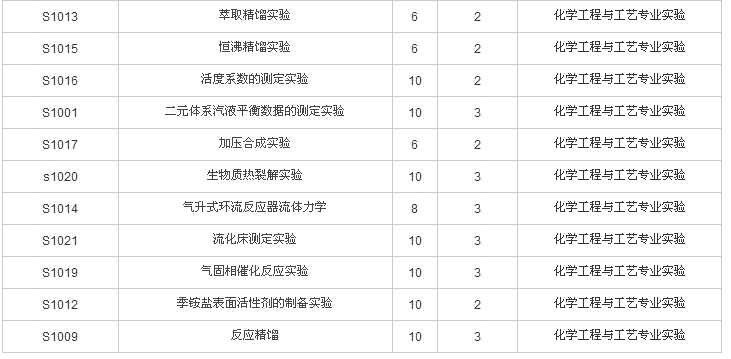 S1013 萃取精馏实验 6 2 化学工程与工艺专业实验
S1015 恒沸精馏实验 6 2 化学工程与工艺专业实验
S1016 活度系数的测定实验 10 2 化学工程与工艺专业实验
S1001 二元体系汽液平衡数据的测定实验 10 3 化学工程与工艺专业实验
S1017 加压合成实验 6 2 化学工程与工艺专业实验
s1020 生物质热裂解实验 10 3 化学工程与工艺专业实验
S1014 气升式环流反应器流体力学 8 3 化学工程与工艺专业实验
S1021 流化床测定实验 10 3 化学工程与工艺专业实验
S1019 气固相催化反应实验 10 3 化学工程与工艺专业实验
S1012 季铵盐表面活性剂的制备实验 10 2 化学工程与工艺专业实验
S1009 反应精馏 10 3 化学工程与工艺专业实验